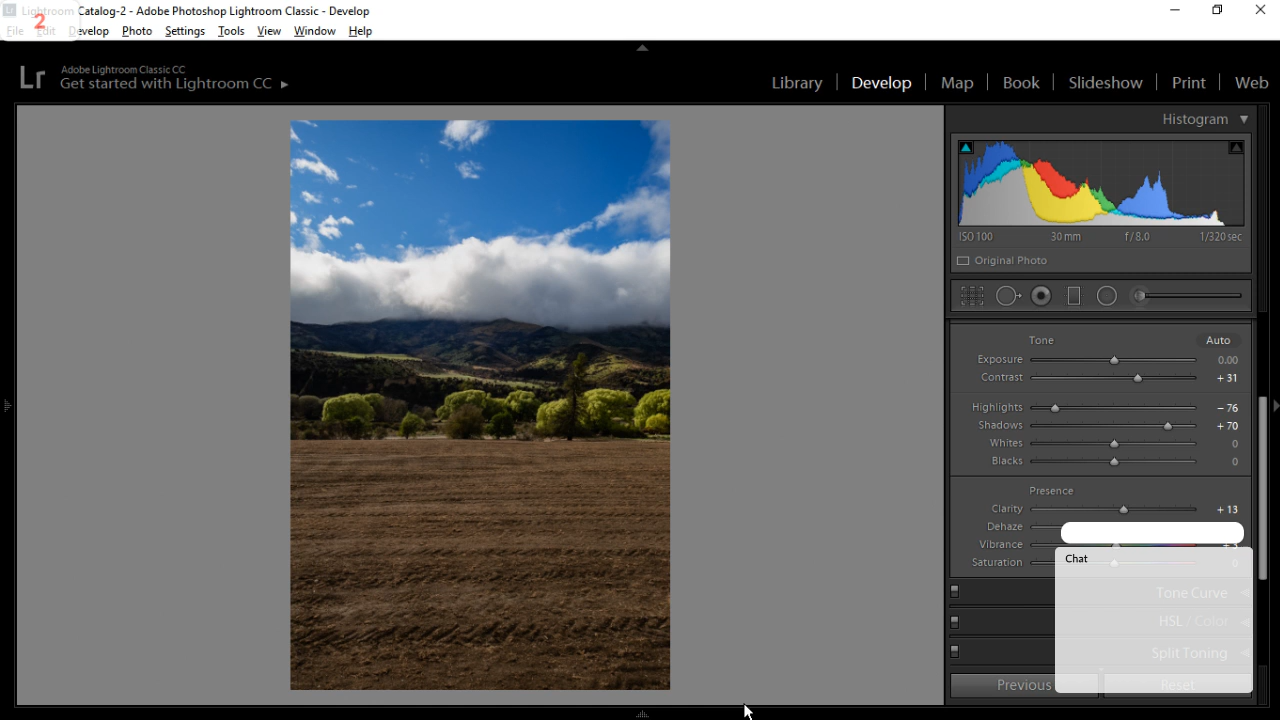 Lightroom Catalog-2 - Adobe Photoshop Lightroom Classic - Develop
2
File Edit Develop Photo Settings Tools View Window Help
Lr
Adobe Lightroom Classic CC
Get started with Lightroom CC
Library Develop Map Book Slideshow Print Web
Histogram
ISO 100 30 mm f / 8.0 1/320 sec
Original Photo
Tone Auto
Exposure 0.00
Contrast + 31
Highlights − 76
Shadows + 70
Whites 0
Blacks 0
Presence
Clarity + 13
Dehaze
Vibrance
Chat
Saturation 0
Tone Curve
HSL / Color
Split Toning
Previous Reset